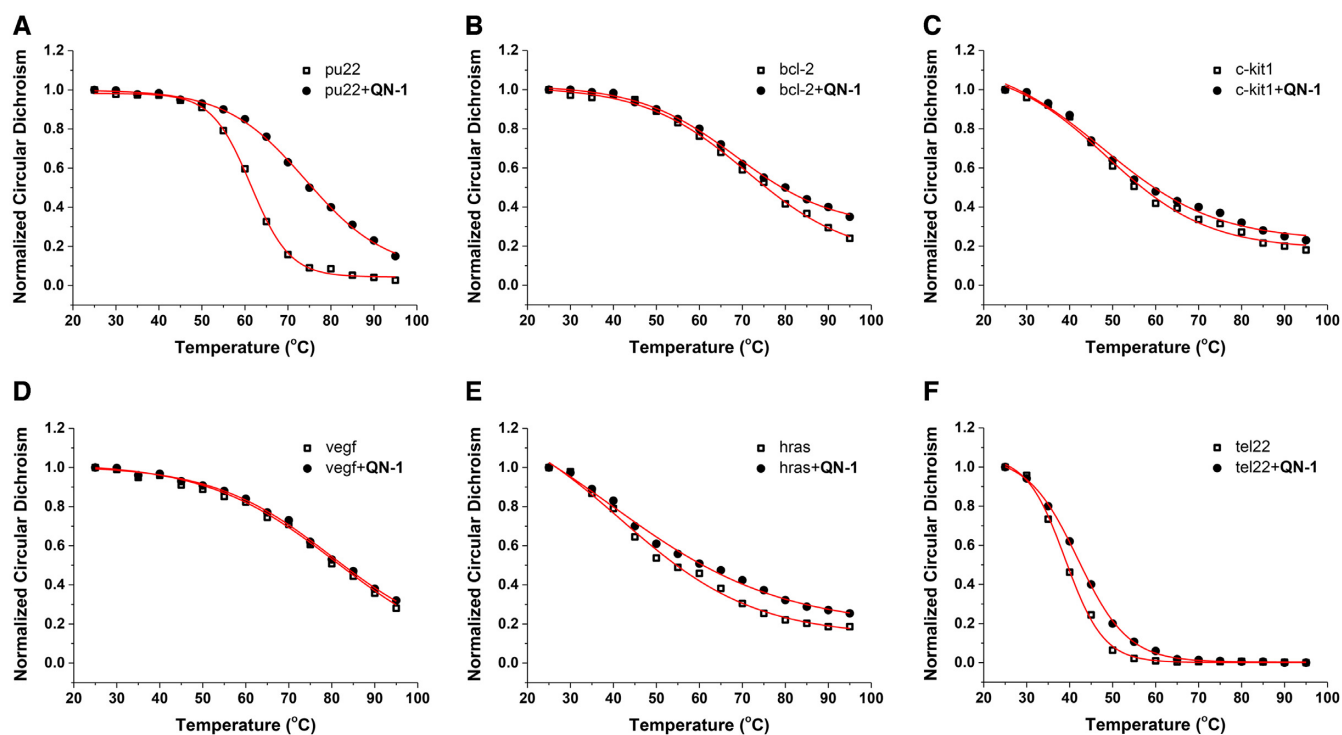 A
Normalized Circular Dichroism
1.2
1.0
0.8
0.6
0.4
0.2
0.0
pu22
pu22+QN-1
20 30 40 50 60 70 80 90 100
Temperature (°C)
B
Normalized Circular Dichroism
1.2
1.0
0.8
0.6
0.4
0.2
0.0
bcl-2
bcl-2+QN-1
20 30 40 50 60 70 80 90 100
Temperature (°C)
C
Normalized Circular Dichroism
1.2
1.0
0.8
0.6
0.4
0.2
0.0
c-kit1
c-kit1+QN-1
20 30 40 50 60 70 80 90 100
Temperature (°C)
D
Normalized Circular Dichroism
1.2
1.0
0.8
0.6
0.4
0.2
0.0
vegf
vegf+QN-1
20 30 40 50 60 70 80 90 100
Temperature (°C)
E
Normalized Circular Dichroism
1.2
1.0
0.8
0.6
0.4
0.2
0.0
hras
hras+QN-1
20 30 40 50 60 70 80 90 100
Temperature (°C)
F
Normalized Circular Dichroism
1.2
1.0
0.8
0.6
0.4
0.2
0.0
tel22
tel22+QN-1
20 30 40 50 60 70 80 90 100
Temperature (°C)